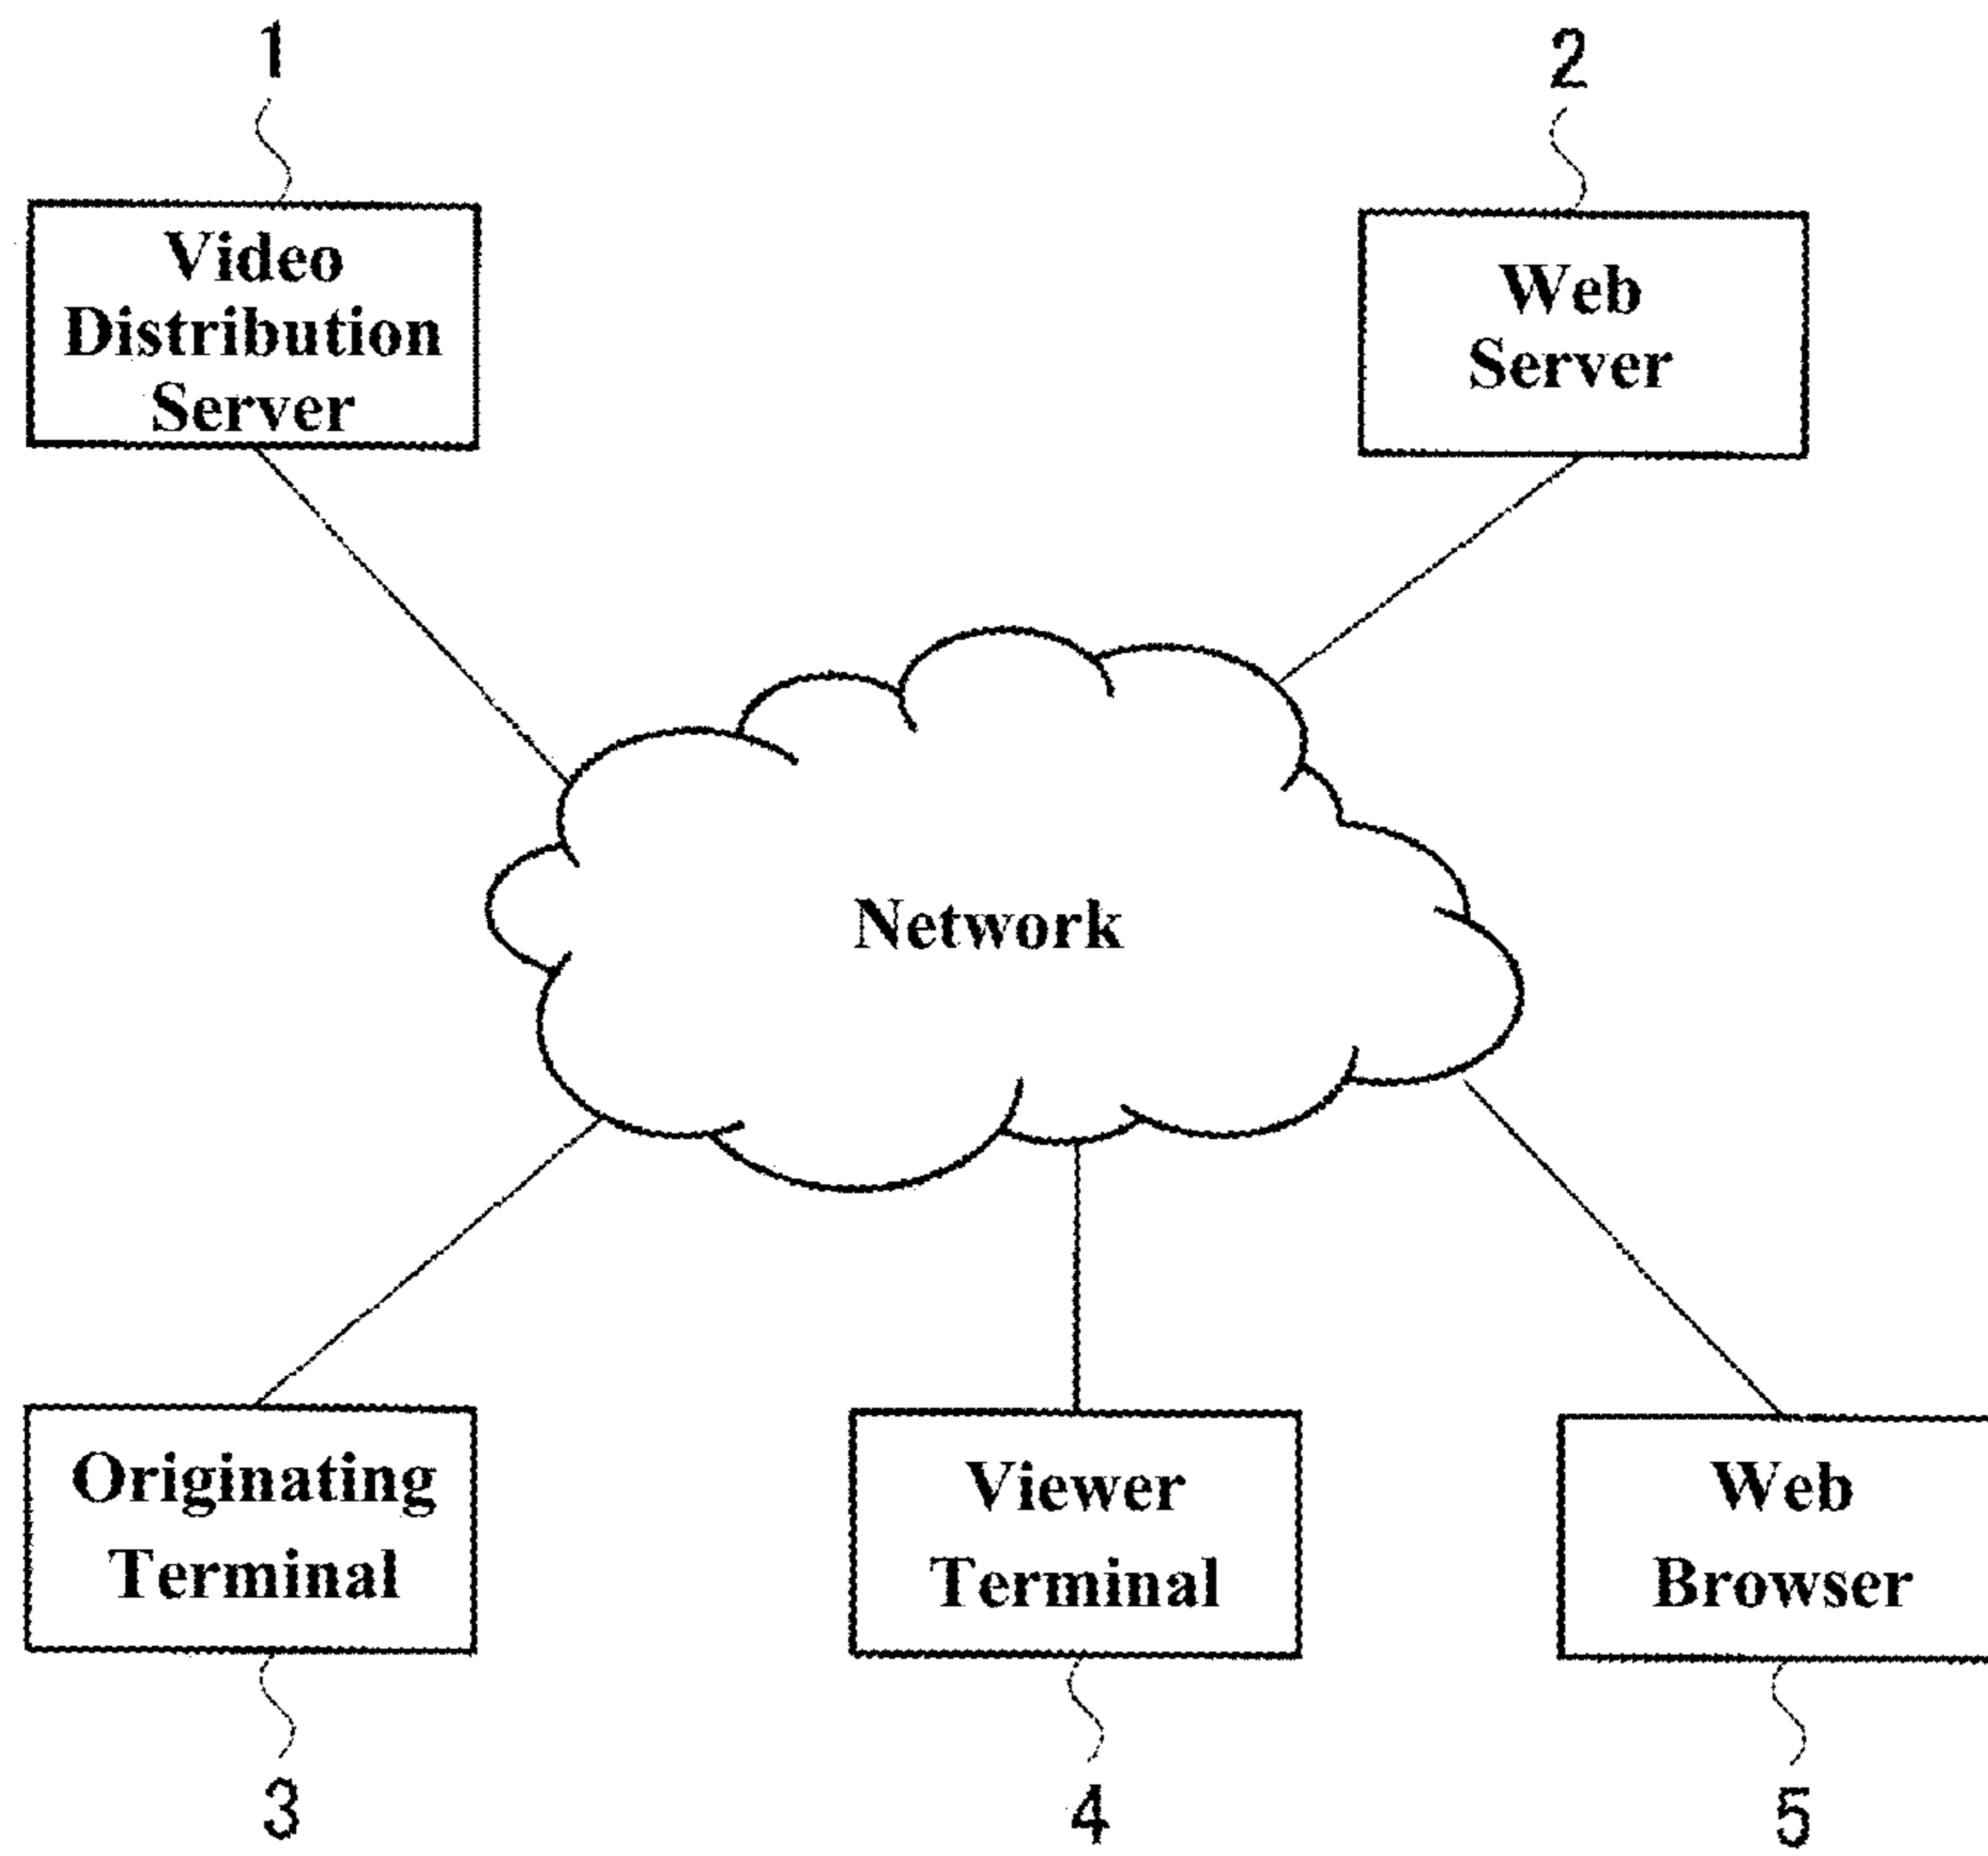 1
2
Video
Distribution
Server
Web
Server
Network
Originating
Terminal
Viewer
Terminal
Web
Browser
3
4
5